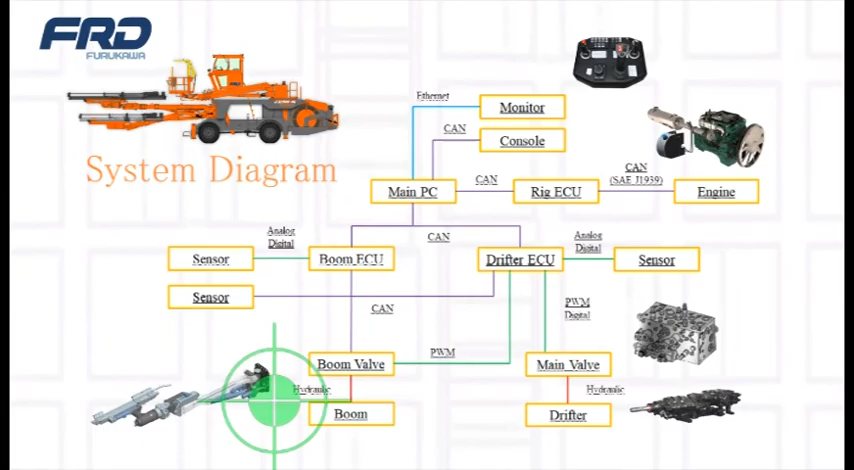 FRD
FURUKAWA
System Diagram
Ethernet
Monitor
CAN
Console
Main PC
CAN
Rig ECU
CAN
(SAE J1939)
Engine
CAN
Analog
Digital
Sensor
Boom ECU
Drifter ECU
Analog
Digital
Sensor
Sensor
CAN
PWM
Digital
PWM
Boom Valve
Main Valve
Hydraulic
Hydraulic
Boom
Drifter